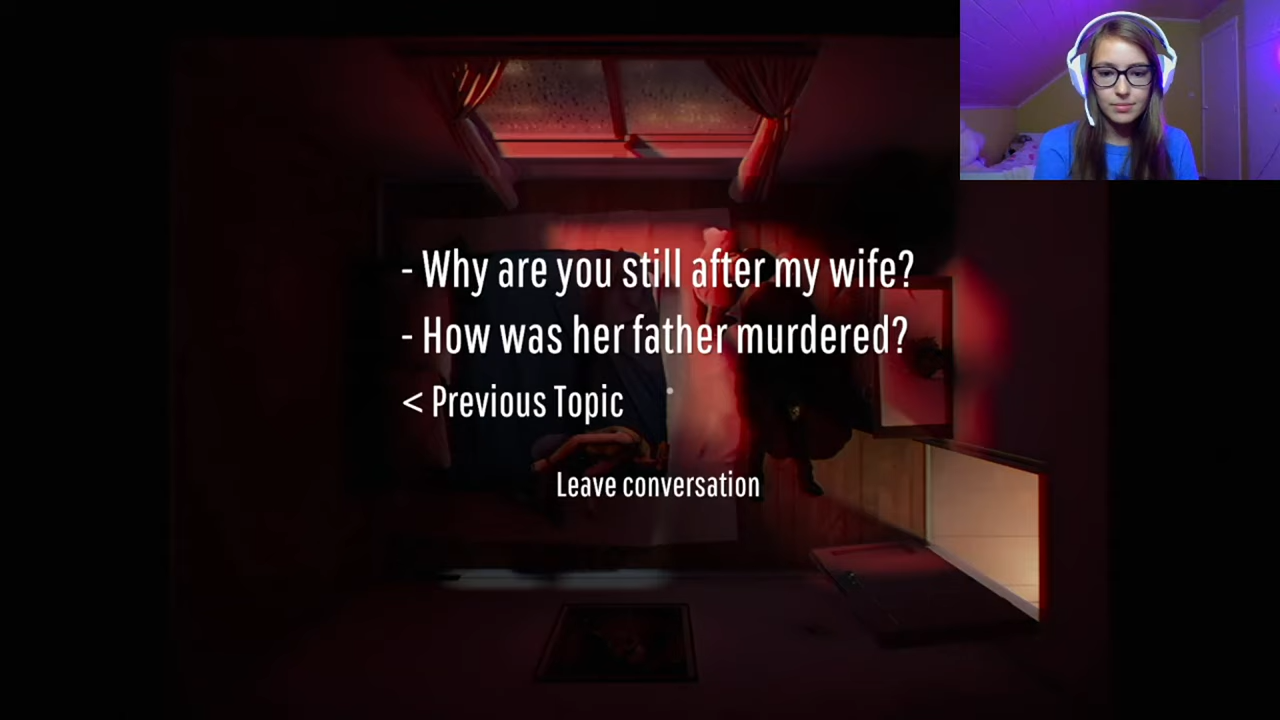 - Why are you still after my wife?
- How was her father murdered?
< Previous Topic
Leave conversation